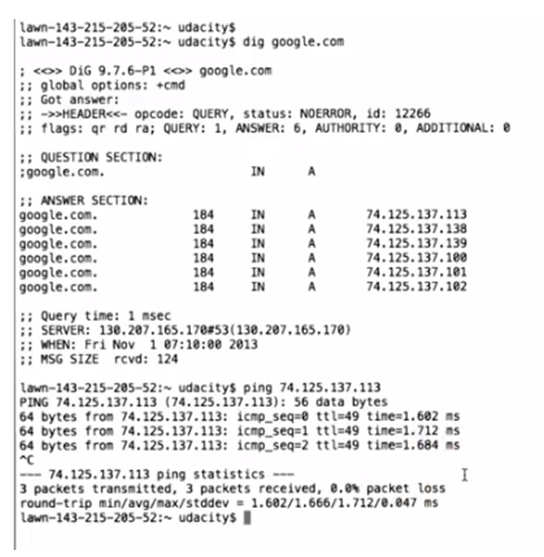 lawn-143-215-205-52:~ udacity$
lawn-143-215-205-52:~ udacity$ dig google.com
; <<>> DiG 9.7.6-P1 <<>> google.com
;; global options: +cmd
;; Got answer:
;; ->>HEADER<<- opcode: QUERY, status: NOERROR, id: 12266
;; flags: qr rd ra; QUERY: 1, ANSWER: 6, AUTHORITY: 0, ADDITIONAL: 0
;; QUESTION SECTION:
;google.com. IN A
;; ANSWER SECTION:
google.com. 184 IN A 74.125.137.113
google.com. 184 IN A 74.125.137.138
google.com. 184 IN A 74.125.137.139
google.com. 184 IN A 74.125.137.100
google.com. 184 IN A 74.125.137.101
google.com. 184 IN A 74.125.137.102
;; Query time: 1 msec
;; SERVER: 130.207.165.170#53(130.207.165.170)
;; WHEN: Fri Nov 1 07:10:00 2013
;; MSG SIZE rcvd: 124
lawn-143-215-205-52:~ udacity$ ping 74.125.137.113
PING 74.125.137.113 (74.125.137.113): 56 data bytes
64 bytes from 74.125.137.113: icmp_seq=0 ttl=49 time=1.602 ms
64 bytes from 74.125.137.113: icmp_seq=1 ttl=49 time=1.712 ms
64 bytes from 74.125.137.113: icmp_seq=2 ttl=49 time=1.684 ms
^C
--- 74.125.137.113 ping statistics ---
3 packets transmitted, 3 packets received, 0.0% packet loss
round-trip min/avg/max/stddev = 1.602/1.666/1.712/0.047 ms
lawn-143-215-205-52:~ udacity$